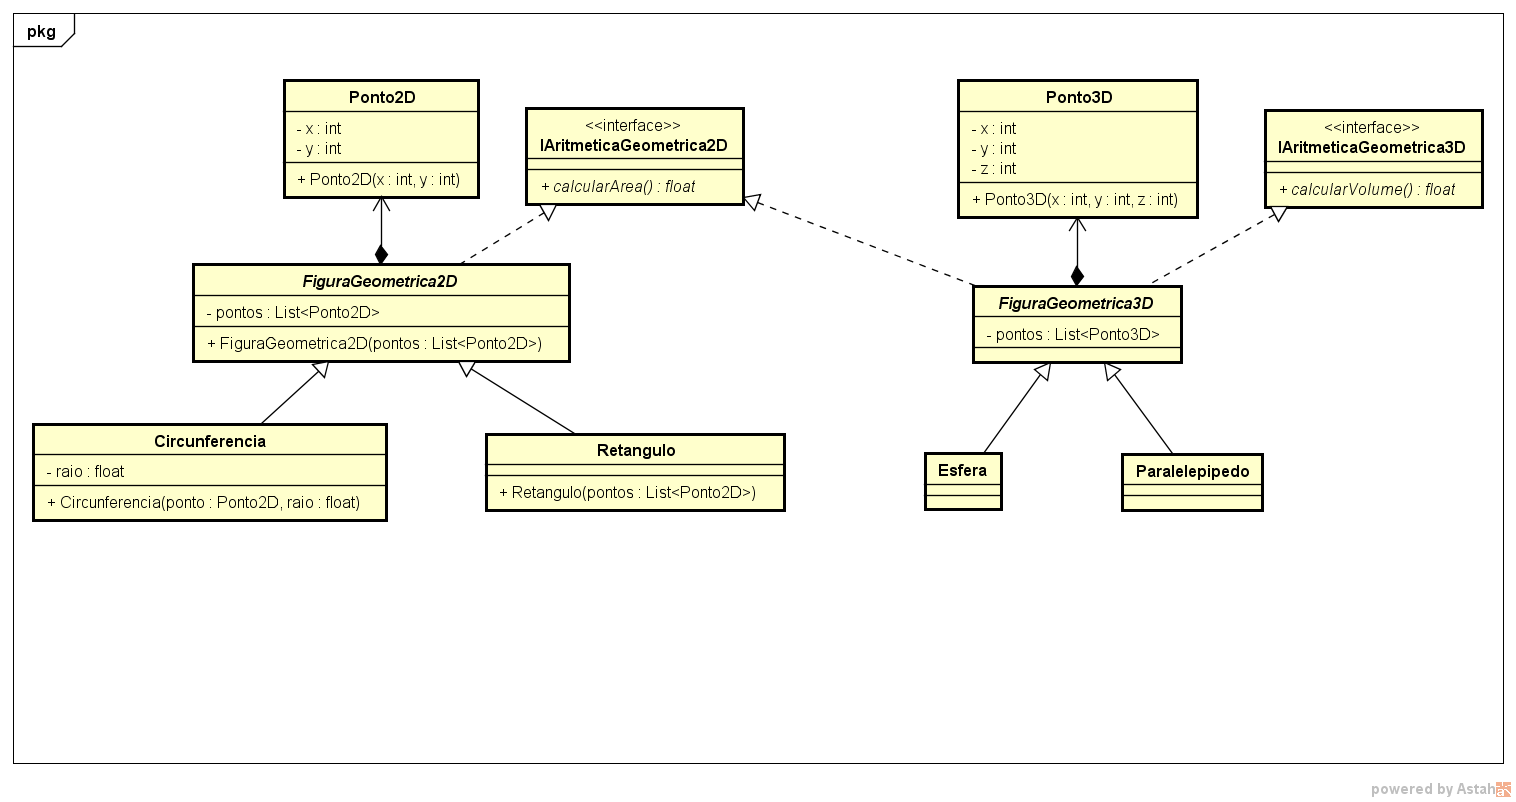 pkg
Ponto2D
- x : int
- y : int
+ Ponto2D(x : int, y : int)
<<interface>>
IAritmeticaGeometrica2D
+ calcularArea() : float
Ponto3D
- x : int
- y : int
- z : int
+ Ponto3D(x : int, y : int, z : int)
<<interface>>
IAritmeticaGeometrica3D
+ calcularVolume() : float
FiguraGeometrica2D
- pontos : List<Ponto2D>
+ FiguraGeometrica2D(pontos : List<Ponto2D>)
FiguraGeometrica3D
- pontos : List<Ponto3D>
Circunferencia
- raio : float
+ Circunferencia(ponto : Ponto2D, raio : float)
Retangulo
+ Retangulo(pontos : List<Ponto2D>)
Esfera
Paralelepipedo
powered by Astah